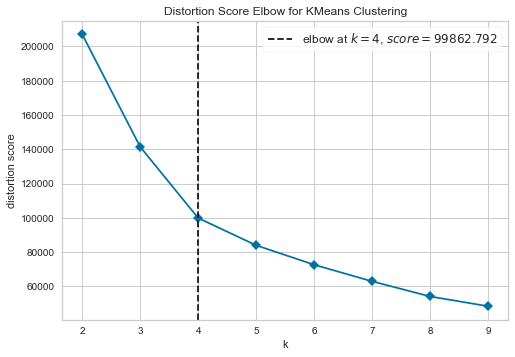 Distortion Score Elbow for KMeans Clustering
elbow at k = 4, score = 99862.792
distortion score
200000
180000
160000
140000
120000
100000
80000
60000
2 3 4 5 6 7 8 9
k